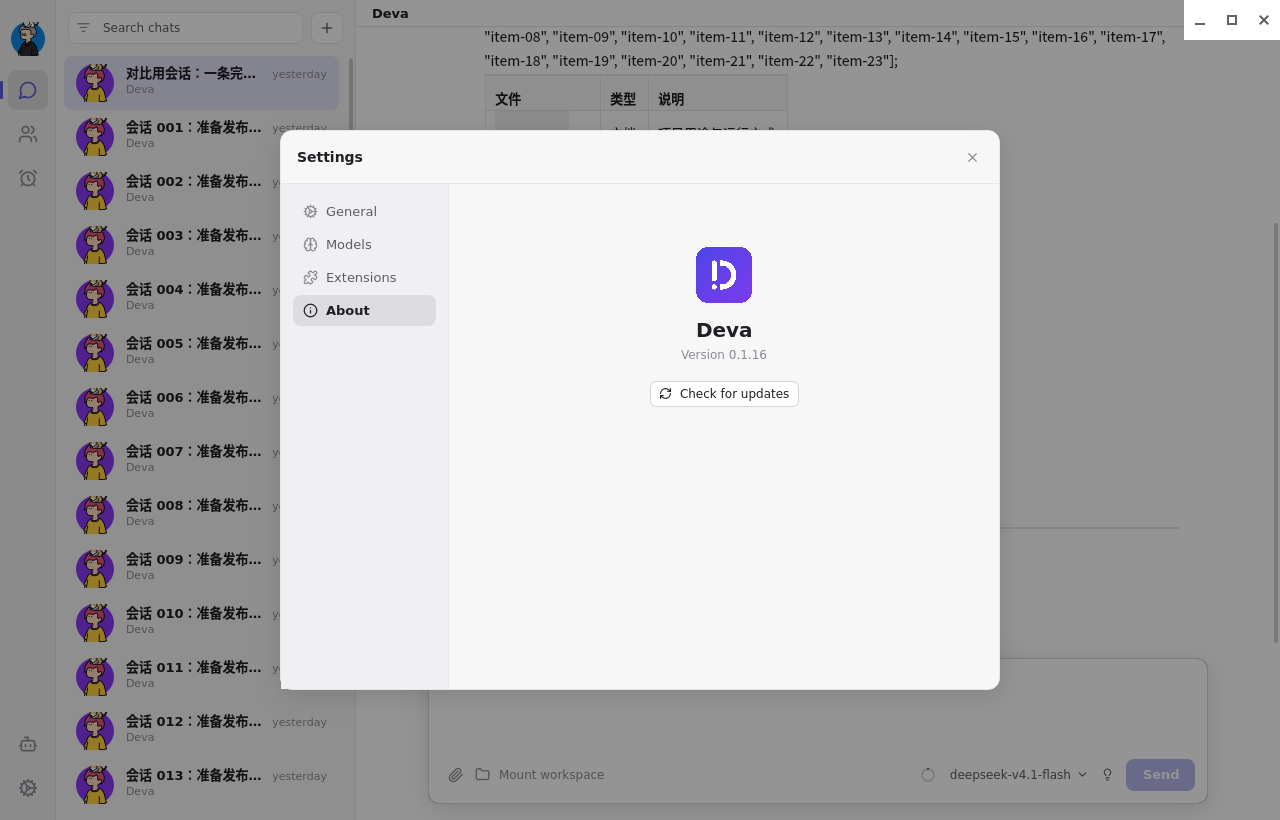 Search chats
对比用会话：一条完... yesterday
Deva
会话 001：准备发布... yesterday
Deva
会话 002：准备发布...
Deva
会话 003：准备发布...
Deva
会话 004：准备发布...
Deva
会话 005：准备发布...
Deva
会话 006：准备发布...
Deva
会话 007：准备发布...
Deva
会话 008：准备发布...
Deva
会话 009：准备发布...
Deva
会话 010：准备发布...
Deva
会话 011：准备发布...
Deva
会话 012：准备发布... yesterday
Deva
会话 013：准备发布... yesterday
Deva
Deva
"item-08", "item-09", "item-10", "item-11", "item-12", "item-13", "item-14", "item-15", "item-16", "item-17",
"item-18", "item-19", "item-20", "item-21", "item-22", "item-23"];
文件 类型 说明
Settings
General
Models
Extensions
About
Deva
Version 0.1.16
Check for updates
Mount workspace
deepseek-v4.1-flash
Send